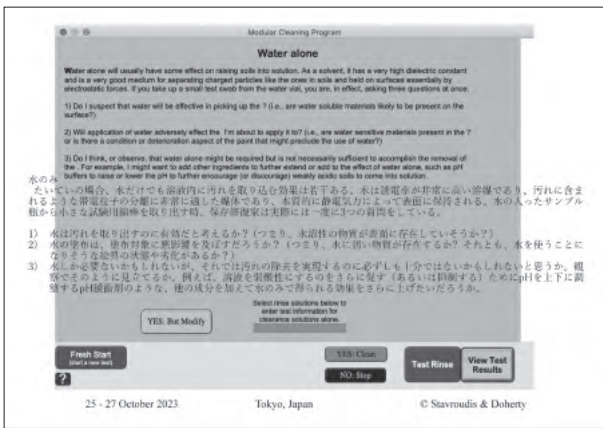 Modular Cleaning Program
Water alone
Water alone will usually have some effect on raising soils into solution. As a solvent, it has a very high dielectric constant
and is a very good medium for separating charged particles like the ones in soils and held on surfaces essentially by
electrostatic forces. If you take up a small test swab from the water vial, you are, in effect, asking three questions at once:
1) Do I suspect that water will be effective in picking up the ? (i.e., are water soluble materials likely to be present on the
surface?)
2) Will application of water adversely effect the I'm about to apply it to? (i.e., are water sensitive materials present in the ?
or is there a condition or deterioration aspect of the paint that might preclude the use of water?)
3) Do I think, or observe, that water alone might be required but is not necessarily sufficient to accomplish the removal of
the . For example, I might want to add other ingredients to further extend or add to the effect of water alone, such as pH
buffers to raise or lower the pH to further encourage (or discourage) weakly acidic soils to come into solution.
水のみ
たいていの場合、水だけでも溶液内に汚れを取り込む効果は若干ある、水は誘電率が非常に高い溶媒であり、汚れに含ま
れるような帯電粒子の分離に非常に適した媒体であり、本質的に静電気力によって表面に保持される。水の入ったサンプル
瓶から小さな試験用綿棒を取り出す時、保存修復家は実際には一度に3つの質問をしている。
1) 水は汚れを取り出すのに有効だと考えるか？(つまり、水溶性の物質が表面に存在していそうか？)
2) 水の塗布は、塗布対象に悪影響を及ぼすだろうか？(つまり、水に弱い物質が存在するか？それとも、水を使うことに
なりそうな絵具の状態や劣化があるか？)
3) 水しか必要ないかもしれないが、それでは汚れの除去を実現するのに必ずしも十分ではないかもしれないと思うか、観
察でそのように見立てるか。例えば、溶液を弱酸性にするのをさらに促す（あるいは抑制する）ためにpHを上下に調
整するpH緩衝剤のような、他の成分を加えて水のみで得られる効果をさらに上げたいだろうか。
YES: But Modify
Select rinse solutions below to
enter test information for
clearance solutions alone.
Fresh Start
(start a new test)
?
YES: Clean
NO: Stop
Test Rinse
View Test
Results
25 - 27 October 2023
Tokyo, Japan
© Stavroudis & Doherty